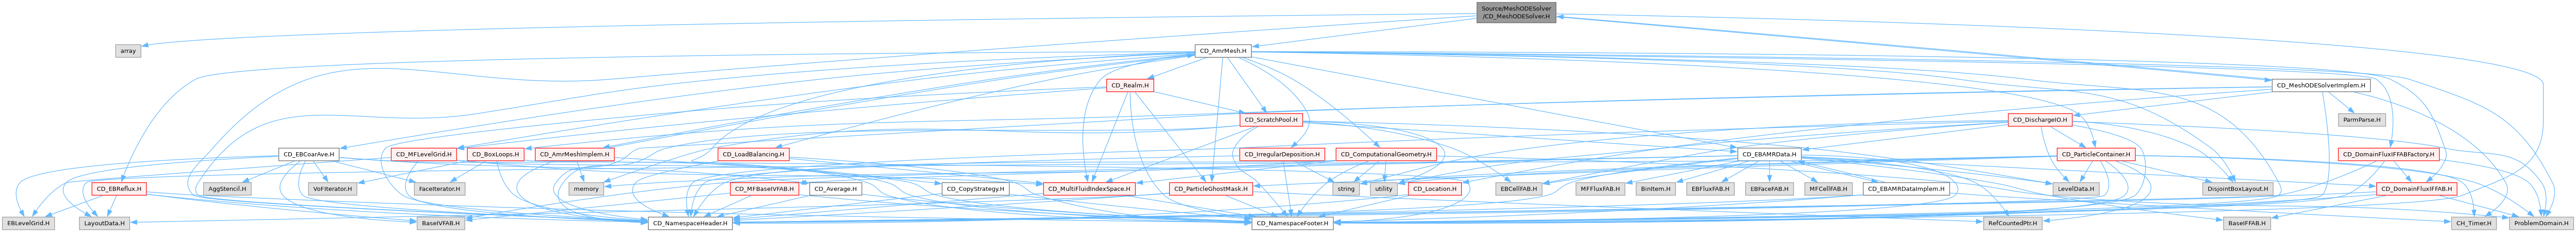 Source/MeshODESolver
/CD_MeshODESolver.H
array
CD_AmrMesh.H
CD_Realm.H
CD_MeshODESolverImplem.H
CD_ScratchPool.H
CD_DischargeIO.H
ParmParse.H
CD_EBCoarAve.H
CD_MFLevelGrid.H
CD_BoxLoops.H
CD_AmrMeshImplem.H
CD_LoadBalancing.H
CD_IrregularDeposition.H
CD_ComputationalGeometry.H
CD_EBAMRData.H
CD_ParticleContainer.H
CD_DomainFluxIFFABFactory.H
CD_EBReflux.H
AggStencil.H
VoFIterator.H
FaceIterator.H
memory
CD_MFBaseIVFAB.H
CD_Average.H
CD_CopyStrategy.H
CD_MultiFluidIndexSpace.H
CD_ParticleGhostMask.H
string
utility
CD_Location.H
EBCellFAB.H
MFFluxFAB.H
BinItem.H
EBFluxFAB.H
EBFaceFAB.H
MFCellFAB.H
CD_EBAMRDataImplem.H
LevelData.H
DisjointBoxLayout.H
CD_DomainFluxIFFAB.H
EBLevelGrid.H
LayoutData.H
BaseIVFAB.H
CD_NamespaceHeader.H
CD_NamespaceFooter.H
RefCountedPtr.H
BaseIFFAB.H
CH_Timer.H
ProblemDomain.H